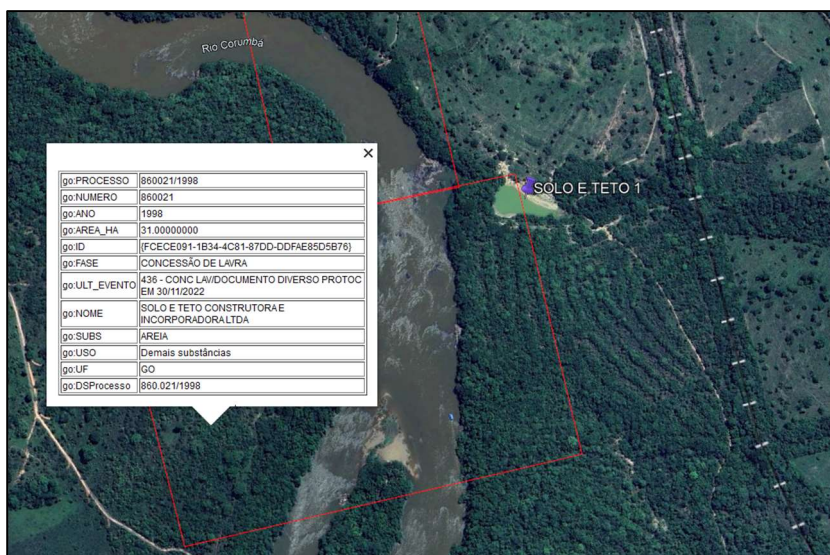 Rio Corumbá
SOLO E TETO 1
go:PROCESSO 860021/1998
go:NUMERO 860021
go:ANO 1998
go:AREA_HA 31.00000000
go:ID {FCECE091-1B34-4C81-87DD-DDFAE85D5B76}
go:FASE CONCESSÃO DE LAVRA
go:ULT_EVENTO 436 - CONC LAV/DOCUMENTO DIVERSO PROTOC
EM 30/11/2022
go:NOME SOLO E TETO CONSTRUTORA E
INCORPORADORA LTDA
go:SUBS AREIA
go:USO Demais substâncias
go:UF GO
go:DSProcesso 860.021/1998